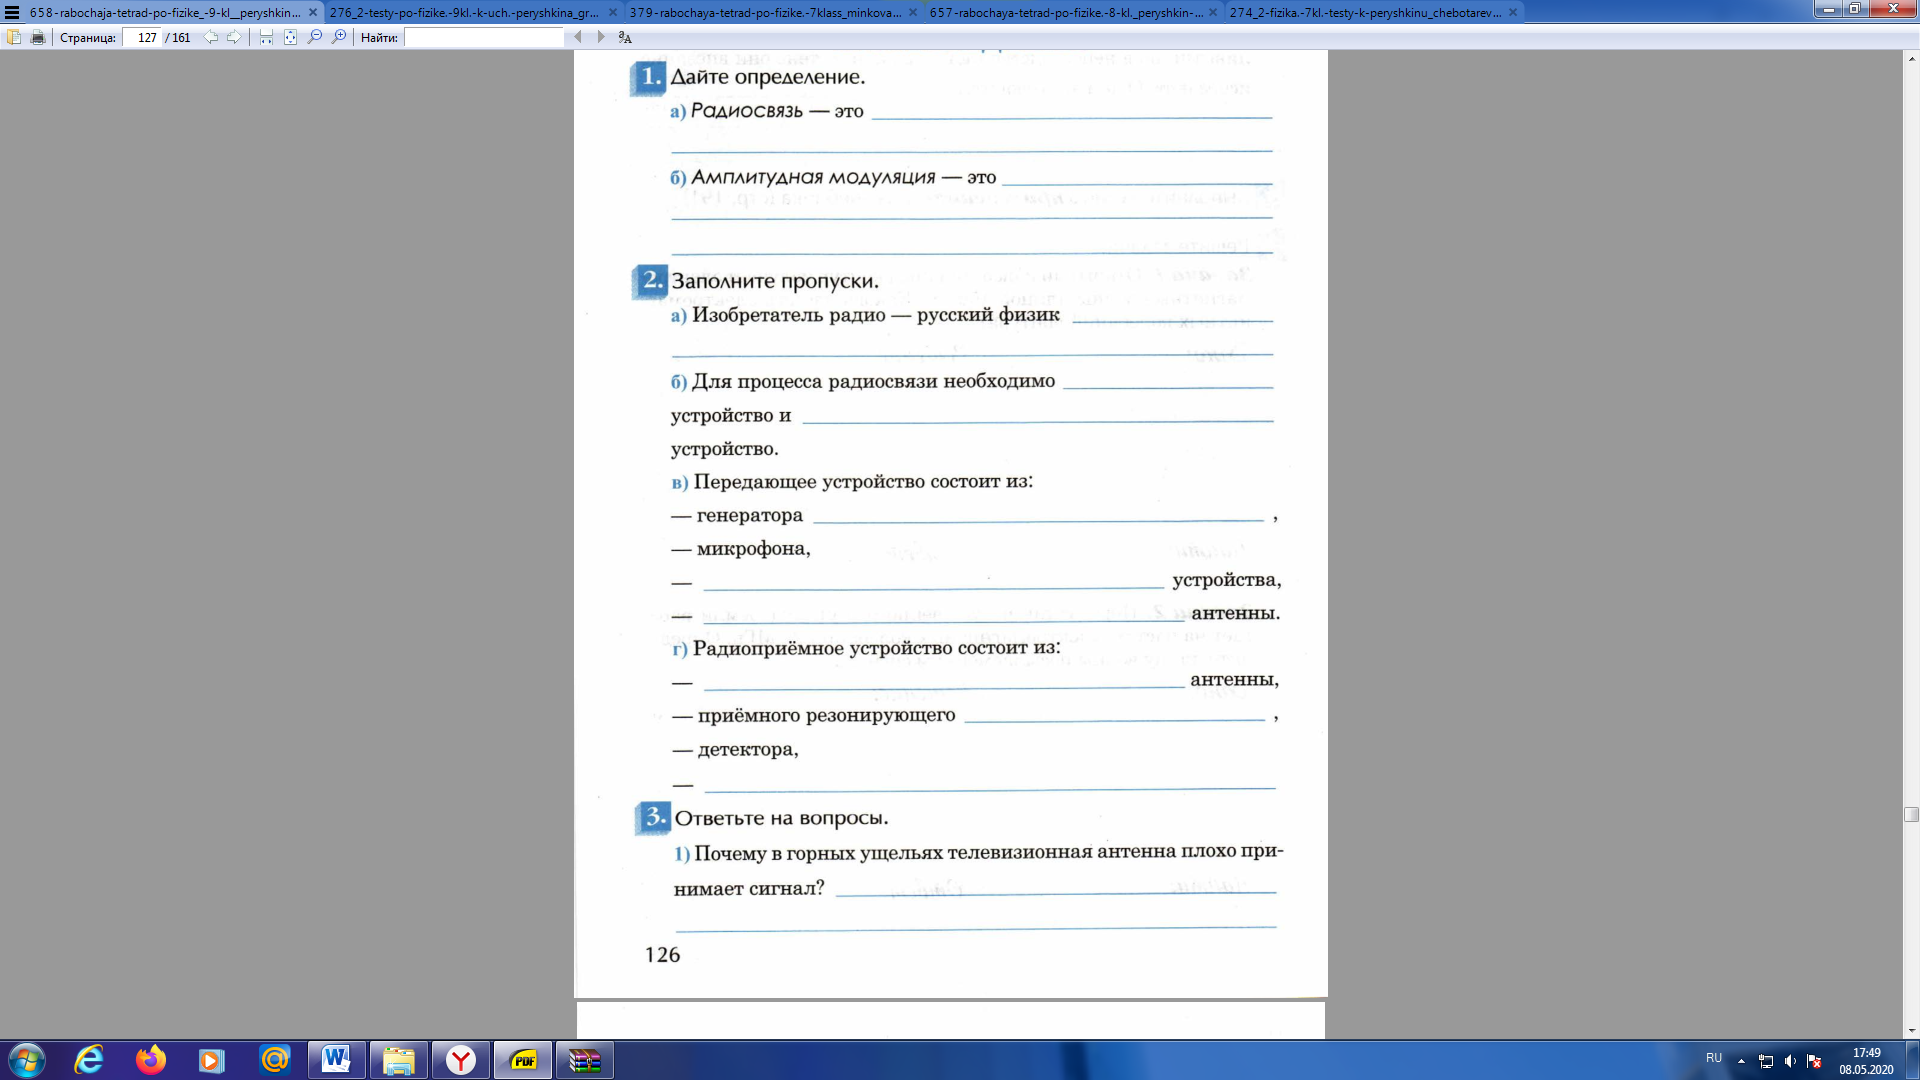 658-rabochaja-tetrad-po-fizike_-9-kl__peryshkin... 276_2-testy-po-fizike.-9kl.-k-uch.-peryshkina_gr... 379-rabochaya-tetrad-po-fizike.-7klass_minkova... 657-rabochaya-tetrad-po-fizike.-8-kl._peryshkin-... 274_2-fizika.-7kl.-testy-k-peryshkinu_chebotarev...
Страница: 127 / 161 Найти:
1. Дайте определение.
а) Радиосвязь — это
б) Амплитудная модуляция — это
2. Заполните пропуски.
а) Изобретатель радио — русский физик
б) Для процесса радиосвязи необходимо
устройство и
устройство.
в) Передающее устройство состоит из:
— генератора ,
— микрофона,
— устройства,
— антенны.
г) Радиоприёмное устройство состоит из:
— антенны,
— приёмного резонирующего ,
— детектора,
—
3. Ответьте на вопросы.
1) Почему в горных ущельях телевизионная антенна плохо при-
нимает сигнал?
126
RU 17:49
08.05.2020